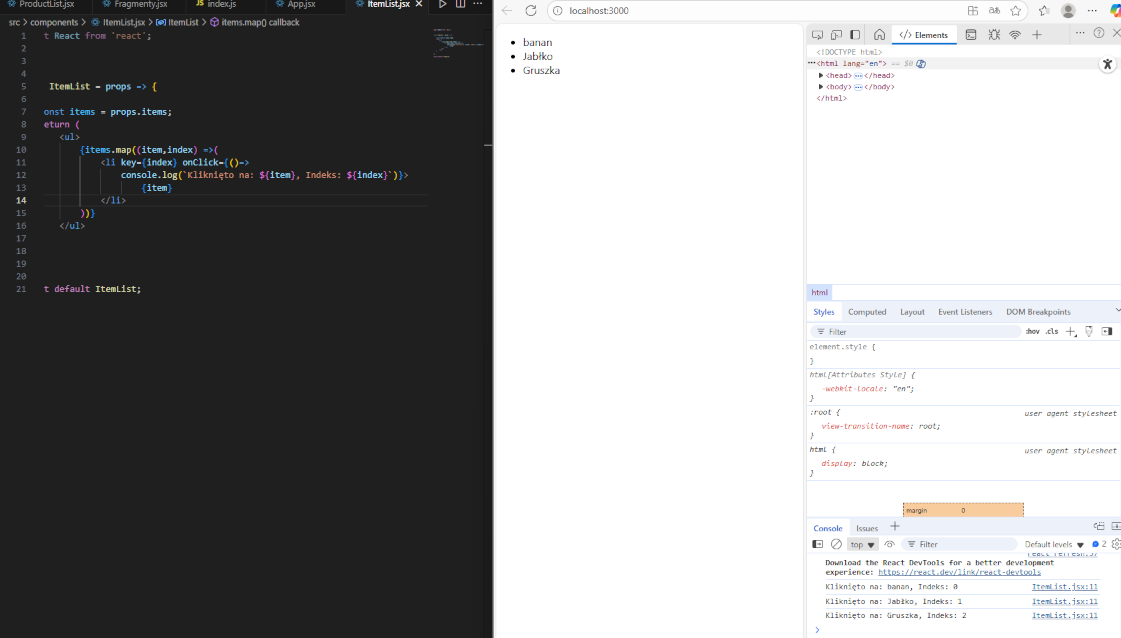 ProductList.jsx Fragmenty.jsx JS index.js App.jsx ItemList.jsx
src > components > ItemList.jsx > ItemList > items.map() callback
1 t React from 'react';
2
3
4
5 ItemList = props => {
6
7 onst items = props.items;
8 eturn (
9 <ul>
10 {items.map((item,index) =>(
11 <li key={index} onClick={()=>
12 console.log(`Kliknięto na: ${item}, Indeks: ${index}`)}>
13 {item}
14 </li>
15 ))}
16 </ul>
17
18
19
20
21 t default ItemList;
localhost:3000
banan
Jabłko
Gruszka
Elements
<!DOCTYPE html>
<html lang="en"> == $0
<head> </head>
<body> </body>
</html>
html
Styles Computed Layout Event Listeners DOM Breakpoints
Filter :hov .cls
element.style {
}
html[Attributes Style] {
-webkit-locale: "en";
}
:root { user agent stylesheet
view-transition-name: root;
}
html { user agent stylesheet
display: block;
}
margin 0
Console Issues
top Filter Default levels 2
Download the React DevTools for a better development
experience: https://react.dev/link/react-devtools
Kliknięto na: banan, Indeks: 0 ItemList.jsx:11
Kliknięto na: Jabłko, Indeks: 1 ItemList.jsx:11
Kliknięto na: Gruszka, Indeks: 2 ItemList.jsx:11